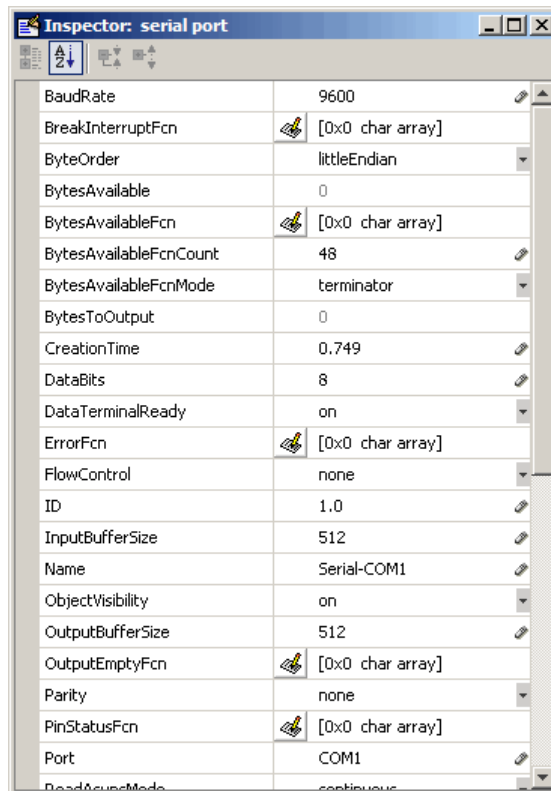 Inspector: serial port
BaudRate 9600
BreakInterruptFcn [0x0 char array]
ByteOrder littleEndian
BytesAvailable 0
BytesAvailableFcn [0x0 char array]
BytesAvailableFcnCount 48
BytesAvailableFcnMode terminator
BytesToOutput 0
CreationTime 0.749
DataBits 8
DataTerminalReady on
ErrorFcn [0x0 char array]
FlowControl none
ID 1.0
InputBufferSize 512
Name Serial-COM1
ObjectVisibility on
OutputBufferSize 512
OutputEmptyFcn [0x0 char array]
Parity none
PinStatusFcn [0x0 char array]
Port COM1
ReadAsyncMode continuous